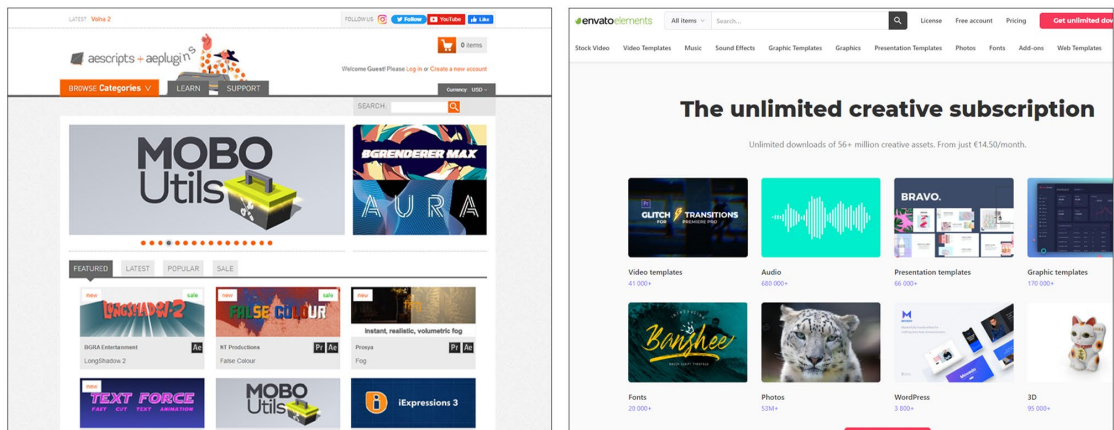 LATEST Volna 2
FOLLOW US Follow YouTube Like
aescripts + aeplugins
0 items
Welcome Guest! Please Log in or Create a new account
BROWSE Categories LEARN SUPPORT
Currency USD
SEARCH:
MOBO
Utils
BGRENDERER MAX
AURA
FEATURED LATEST POPULAR SALE
new sale new sale new
LONGSHADOW-2 FALSE COLOUR
Instant, realistic, volumetric fog
BGRA Entertainment Ae RT Productions Pr Ae Prosya Pr Ae
LongShadow 2 False Colour Fog
new
TEXT FORCE
FAST CUT TEXT ANIMATION
MOBO
Utils
iExpressions 3
envatoelements All items Search... License Free account Pricing Get unlimited dow
Stock Video Video Templates Music Sound Effects Graphic Templates Graphics Presentation Templates Photos Fonts Add-ons Web Templates
The unlimited creative subscription
Unlimited downloads of 56+ million creative assets. From just €14.50/month.
Pr
GLITCH TRANSITIONS
FOR PREMIERE PRO
BRAVO.
Video templates Audio Presentation templates Graphic templates
41 000+ 680 000+ 66 000+ 170 000+
Banshee
Fonts Photos WordPress 3D
20 000+ 53M+ 3 800+ 95 000+